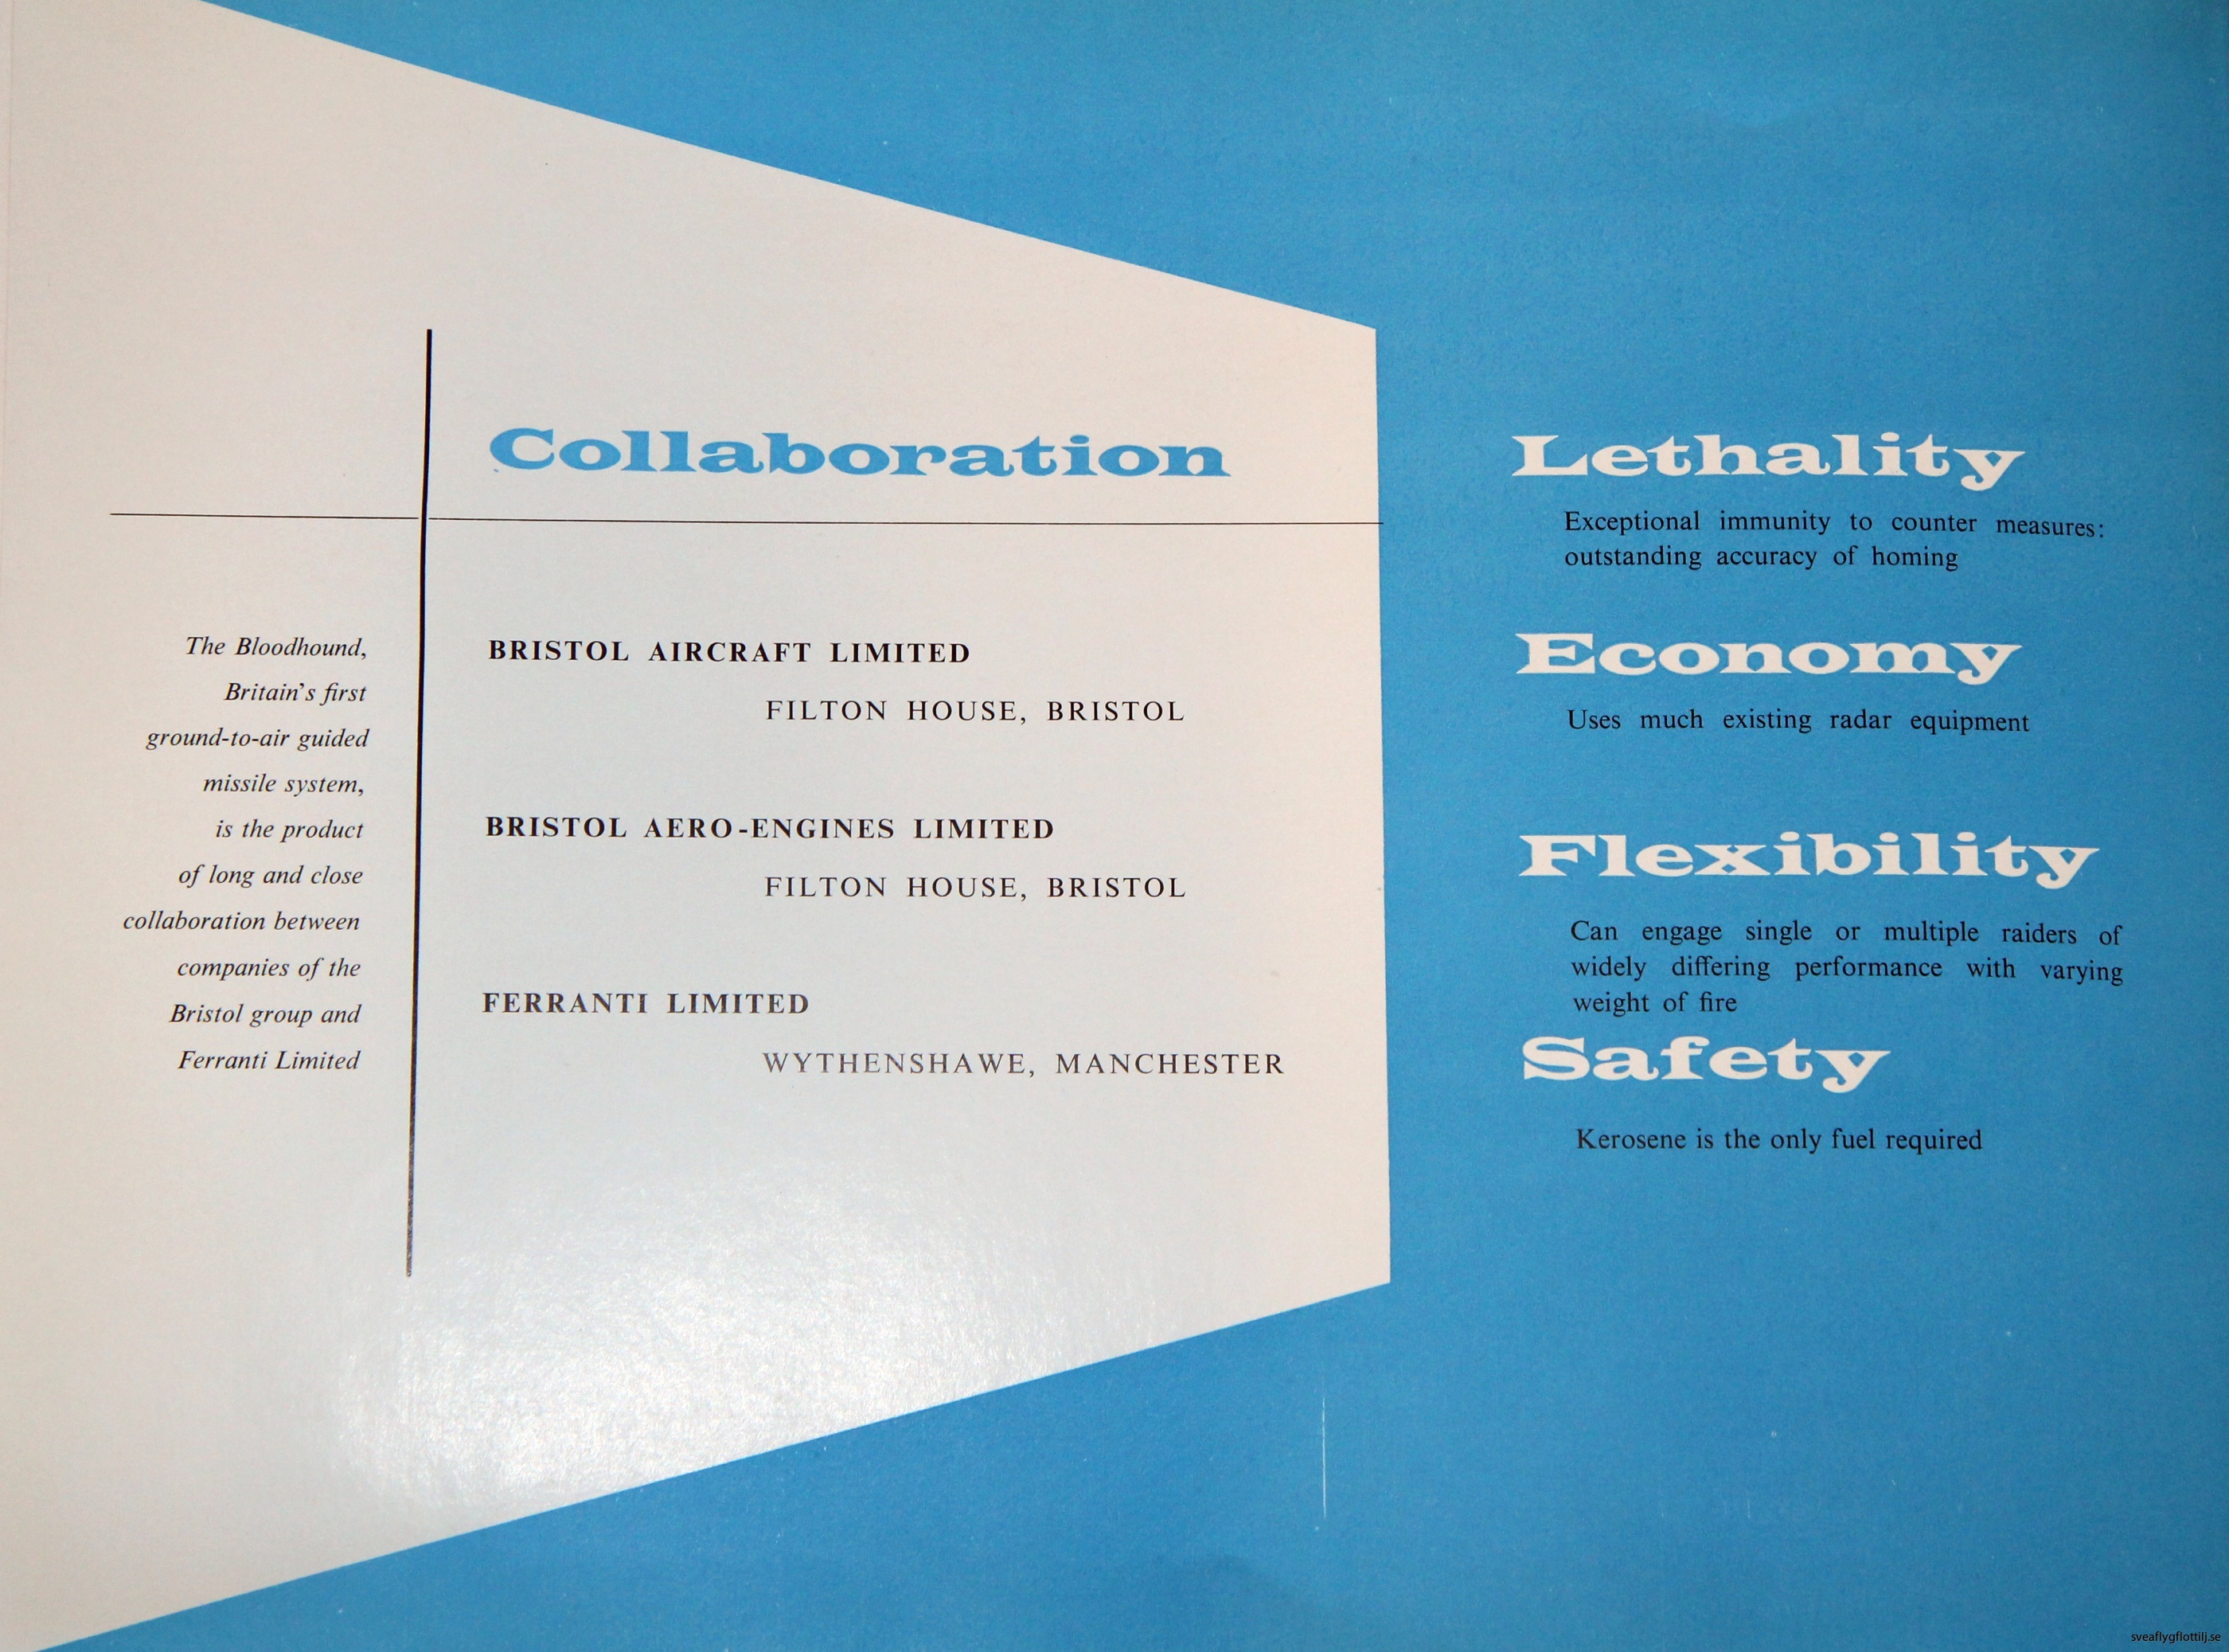 Collaboration
The Bloodhound,
Britain's first
ground-to-air guided
missile system,
is the product
of long and close
collaboration between
companies of the
Bristol group and
Ferranti Limited
BRISTOL AIRCRAFT LIMITED
FILTON HOUSE, BRISTOL
BRISTOL AERO-ENGINES LIMITED
FILTON HOUSE, BRISTOL
FERRANTI LIMITED
WYTHENSHAWE, MANCHESTER
Lethality
Exceptional immunity to counter measures:
outstanding accuracy of homing
Economy
Uses much existing radar equipment
Flexibility
Can engage single or multiple raiders of
widely differing performance with varying
weight of fire
Safety
Kerosene is the only fuel required
sveaflygflottilj.se